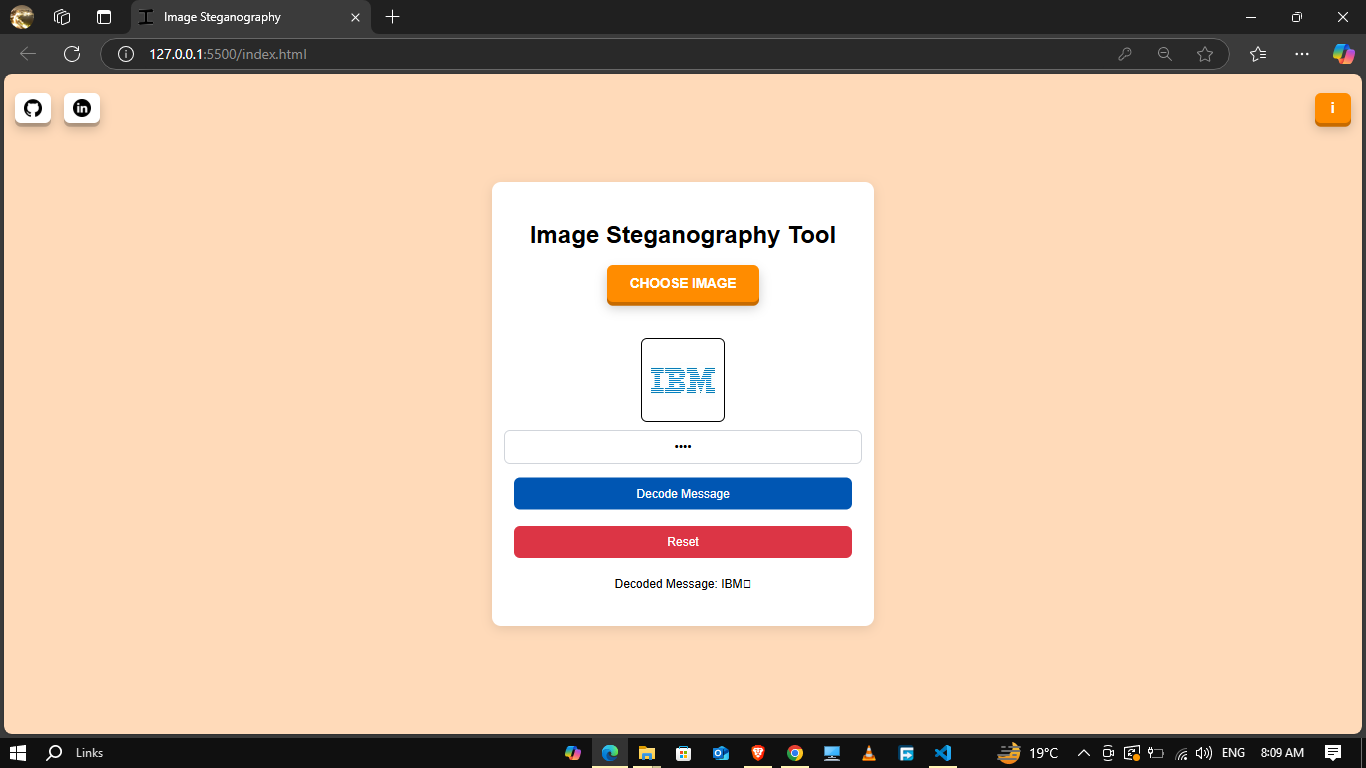 Image Steganography
127.0.0.1:5500/index.html
i
Image Steganography Tool
CHOOSE IMAGE
IBM
••••
Decode Message
Reset
Decoded Message: IBM▯
Links
19°C
ENG
8:09 AM